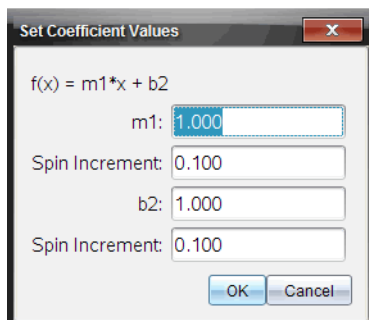 Set Coefficient Values
f(x) = m1*x + b2
m1: 1.000
Spin Increment: 0.100
b2: 1.000
Spin Increment: 0.100
OK Cancel